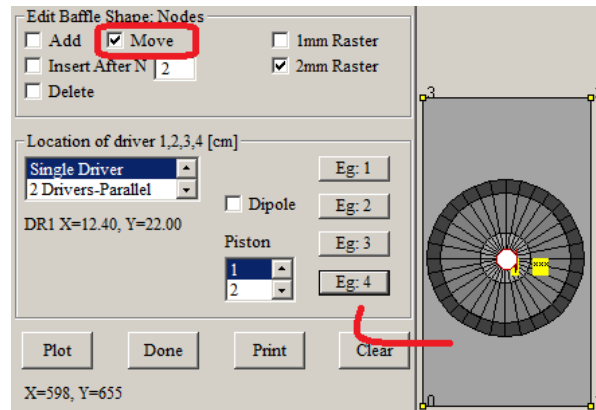 Edit Baffle Shape: Nodes
Add Move 1mm Raster
Insert After N 2 2mm Raster
Delete
3
Location of driver 1,2,3,4 [cm]
Single Driver Eg: 1
2 Drivers-Parallel
Dipole Eg: 2
DR1 X=12.40, Y=22.00
Piston Eg: 3
1
2 Eg: 4
1 xxx
Plot Done Print Clear
0
X=598, Y=655